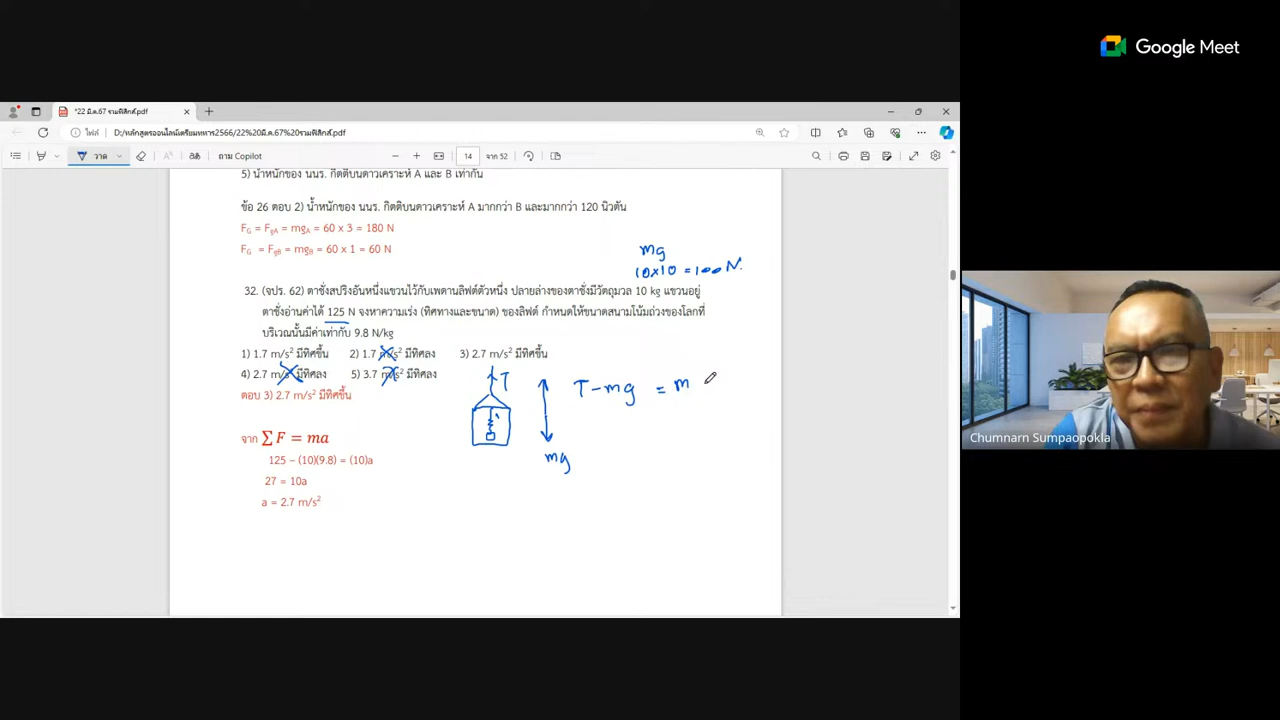 Google Meet
*22 มี.ค.67 รวมฟิสิกส์.pdf
ไฟล์ D:/หลักสูตรออนไลน์เตรียมทหาร2566/22%20มี.ค.67%20รวมฟิสิกส์.pdf
วาด ถาม Copilot 14 จาก 52
5) น้ำหนักของ นนร. กิตติบนดาวเคราะห์ A และ B เท่ากัน
ข้อ 26 ตอบ 2) น้ำหนักของ นนร. กิตติบนดาวเคราะห์ A มากกว่า B และมากกว่า 120 นิวตัน
FG = FgA = mgA = 60 x 3 = 180 N
FG = FgB = mgB = 60 x 1 = 60 N
mg
10×10 = 100 N.
32. (จปร. 62) ตาชั่งสปริงอันหนึ่งแขวนไว้กับเพดานลิฟต์ตัวหนึ่ง ปลายล่างของตาชั่งมีวัตถุมวล 10 kg แขวนอยู่
ตาชั่งอ่านค่าได้ 125 N จงหาความเร่ง (ทิศทางและขนาด) ของลิฟต์ กำหนดให้ขนาดสนามโน้มถ่วงของโลกที่
บริเวณนั้นมีค่าเท่ากับ 9.8 N/kg
1) 1.7 m/s² มีทิศขึ้น 2) 1.7 m/s² มีทิศลง 3) 2.7 m/s² มีทิศขึ้น
4) 2.7 m/s² มีทิศลง 5) 3.7 m/s² มีทิศลง
ตอบ 3) 2.7 m/s² มีทิศขึ้น
T
T-mg = m
mg
จาก ∑F = ma
125 – (10)(9.8) = (10)a
27 = 10a
a = 2.7 m/s²
Chumnarn Sumpaopokla